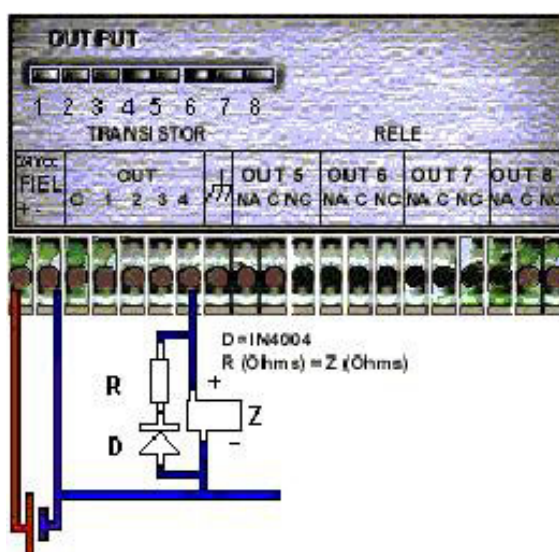 OUTPUT
1 2 3 4 5 6 7 8
TRANSISTOR RELE
24VCC OUT OUT 5 OUT 6 OUT 7 OUT 8
FIEL
+ - C 1 2 3 4 NA C NC NA C NC NA C NC NA C NC
D=IN4004
R (Ohms) = Z (Ohms)
R
+
Z
D
-